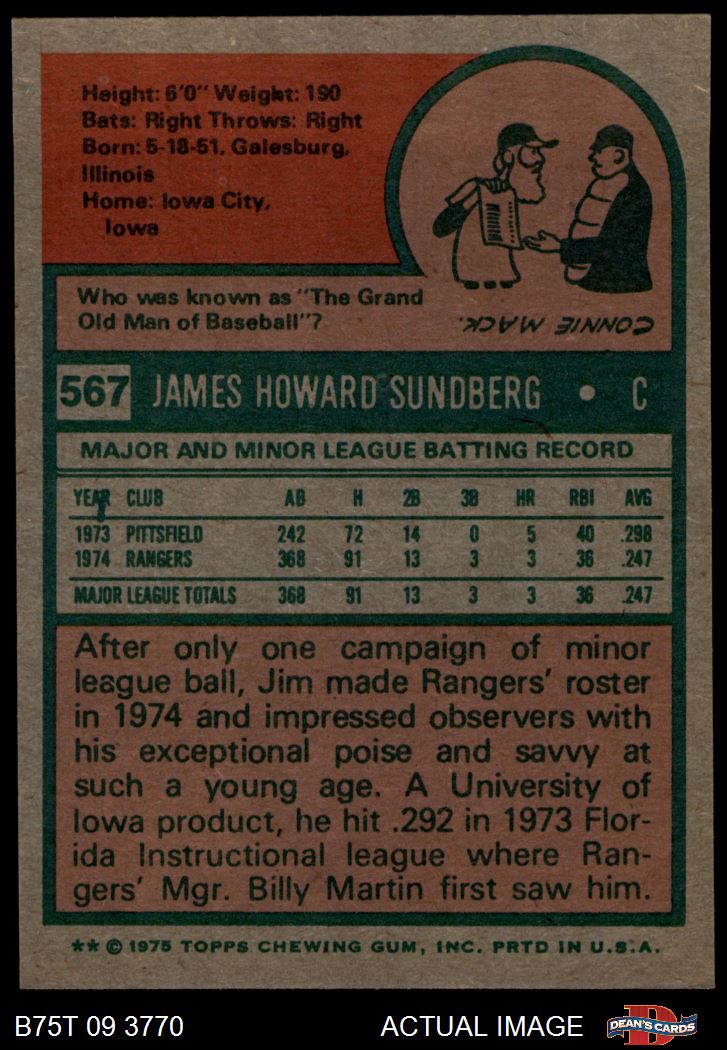 Height: 6'0" Weight: 190
Bats: Right Throws: Right
Born: 5-18-51, Galesburg,
Illinois
Home: Iowa City,
Iowa
Who was known as "The Grand
Old Man of Baseball"?
CONNIE MACK.
567 JAMES HOWARD SUNDBERG • C
MAJOR AND MINOR LEAGUE BATTING RECORD
YEAR CLUB AB H 2B 3B HR RBI AVG
1973 PITTSFIELD 242 72 14 0 5 40 .298
1974 RANGERS 368 91 13 3 3 36 .247
MAJOR LEAGUE TOTALS 368 91 13 3 3 36 .247
After only one campaign of minor
league ball, Jim made Rangers' roster
in 1974 and impressed observers with
his exceptional poise and savvy at
such a young age. A University of
Iowa product, he hit .292 in 1973 Flor-
ida Instructional league where Ran-
gers' Mgr. Billy Martin first saw him.
** © 1975 TOPPS CHEWING GUM, INC. PRTD IN U.S.A.
B75T 09 3770 ACTUAL IMAGE DEAN'S CARDS